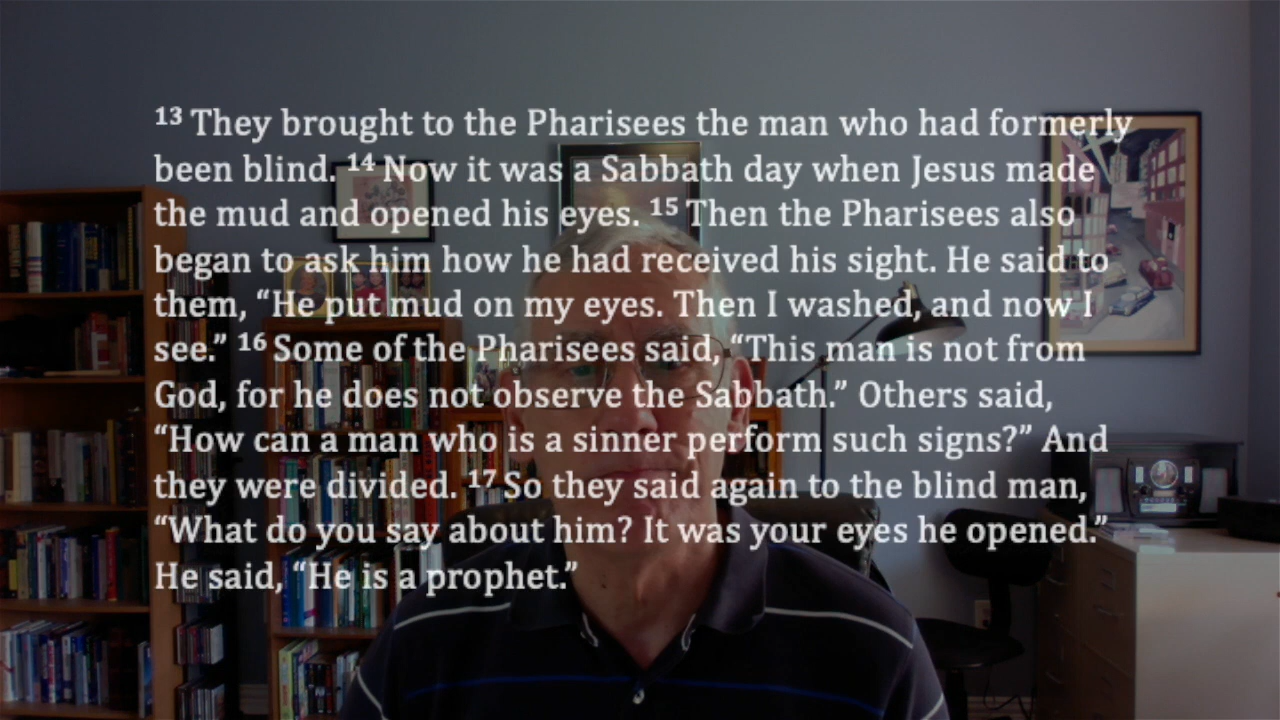 13 They brought to the Pharisees the man who had formerly
been blind. 14 Now it was a Sabbath day when Jesus made
the mud and opened his eyes. 15 Then the Pharisees also
began to ask him how he had received his sight. He said to
them, “He put mud on my eyes. Then I washed, and now I
see.” 16 Some of the Pharisees said, “This man is not from
God, for he does not observe the Sabbath.” Others said,
“How can a man who is a sinner perform such signs?” And
they were divided. 17 So they said again to the blind man,
“What do you say about him? It was your eyes he opened.”
He said, “He is a prophet.”